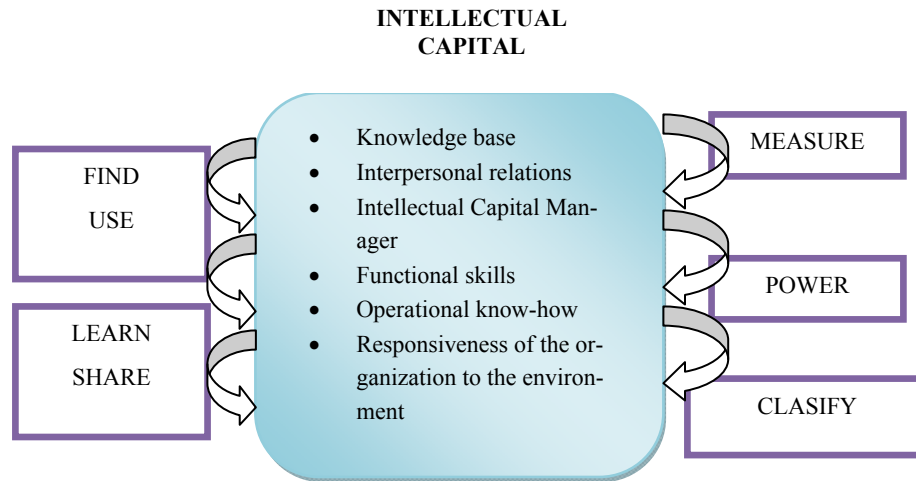 INTELLECTUAL
CAPITAL
FIND
USE
LEARN
SHARE
• Knowledge base
• Interpersonal relations
• Intellectual Capital Man-
ager
• Functional skills
• Operational know-how
• Responsiveness of the or-
ganization to the environ-
ment
MEASURE
POWER
CLASIFY